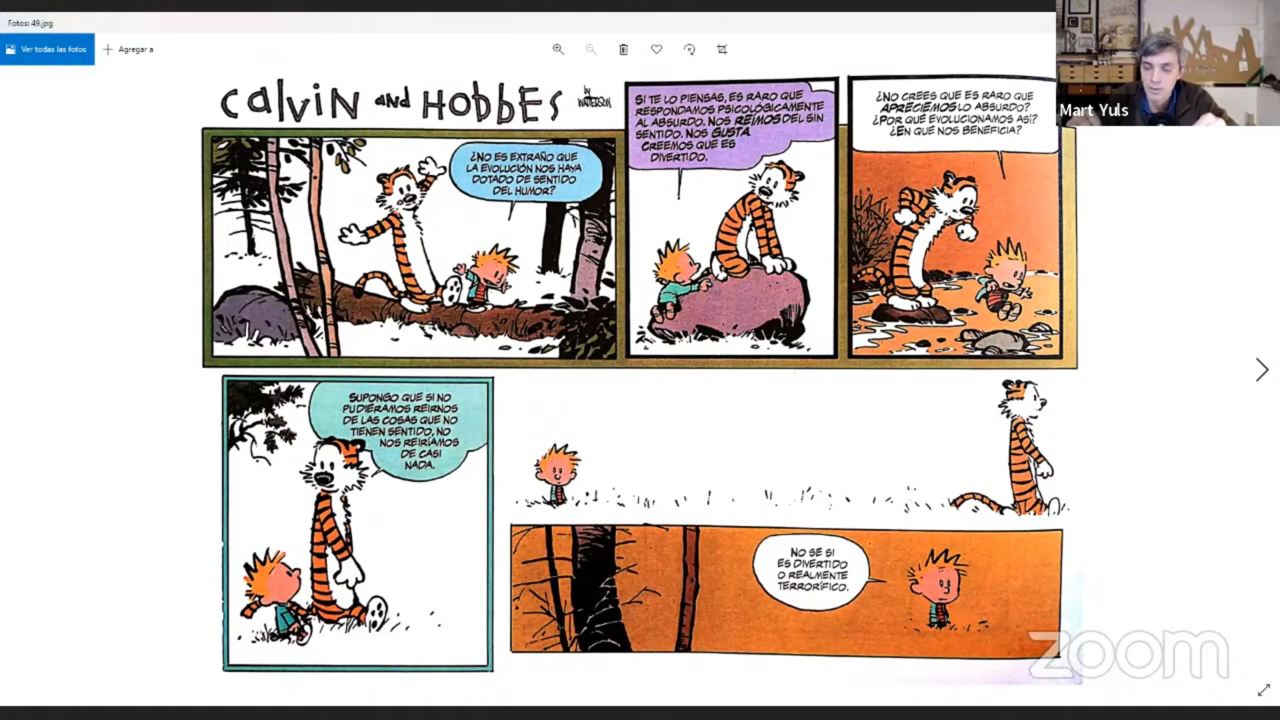 Fotos: 49.jpg
Ver todas las fotos
Agregar a
Mart Yuls
CALVIN AND HOBBES
by
WATTERSON
¿NO ES EXTRAÑO QUE
LA EVOLUCIÓN NOS HAYA
DOTADO DE SENTIDO
DEL HUMOR?
SI TE LO PIENSAS, ES RARO QUE
RESPONDAMOS PSICOLÓGICAMENTE
AL ABSURDO. NOS REÍMOS DEL SIN
SENTIDO. NOS GUSTA.
CREEMOS QUE ES
DIVERTIDO.
¿NO CREES QUE ES RARO QUE
APRECIEMOS LO ABSURDO?
¿POR QUÉ EVOLUCIONAMOS ASÍ?
¿EN QUÉ NOS BENEFICIA?
SUPONGO QUE SI NO
PUDIÉRAMOS REÍRNOS
DE LAS COSAS QUE NO
TIENEN SENTIDO, NO
NOS REIRÍAMOS
DE CASI
NADA.
NO SÉ SI
ES DIVERTIDO
O REALMENTE
TERRORÍFICO.
zoom